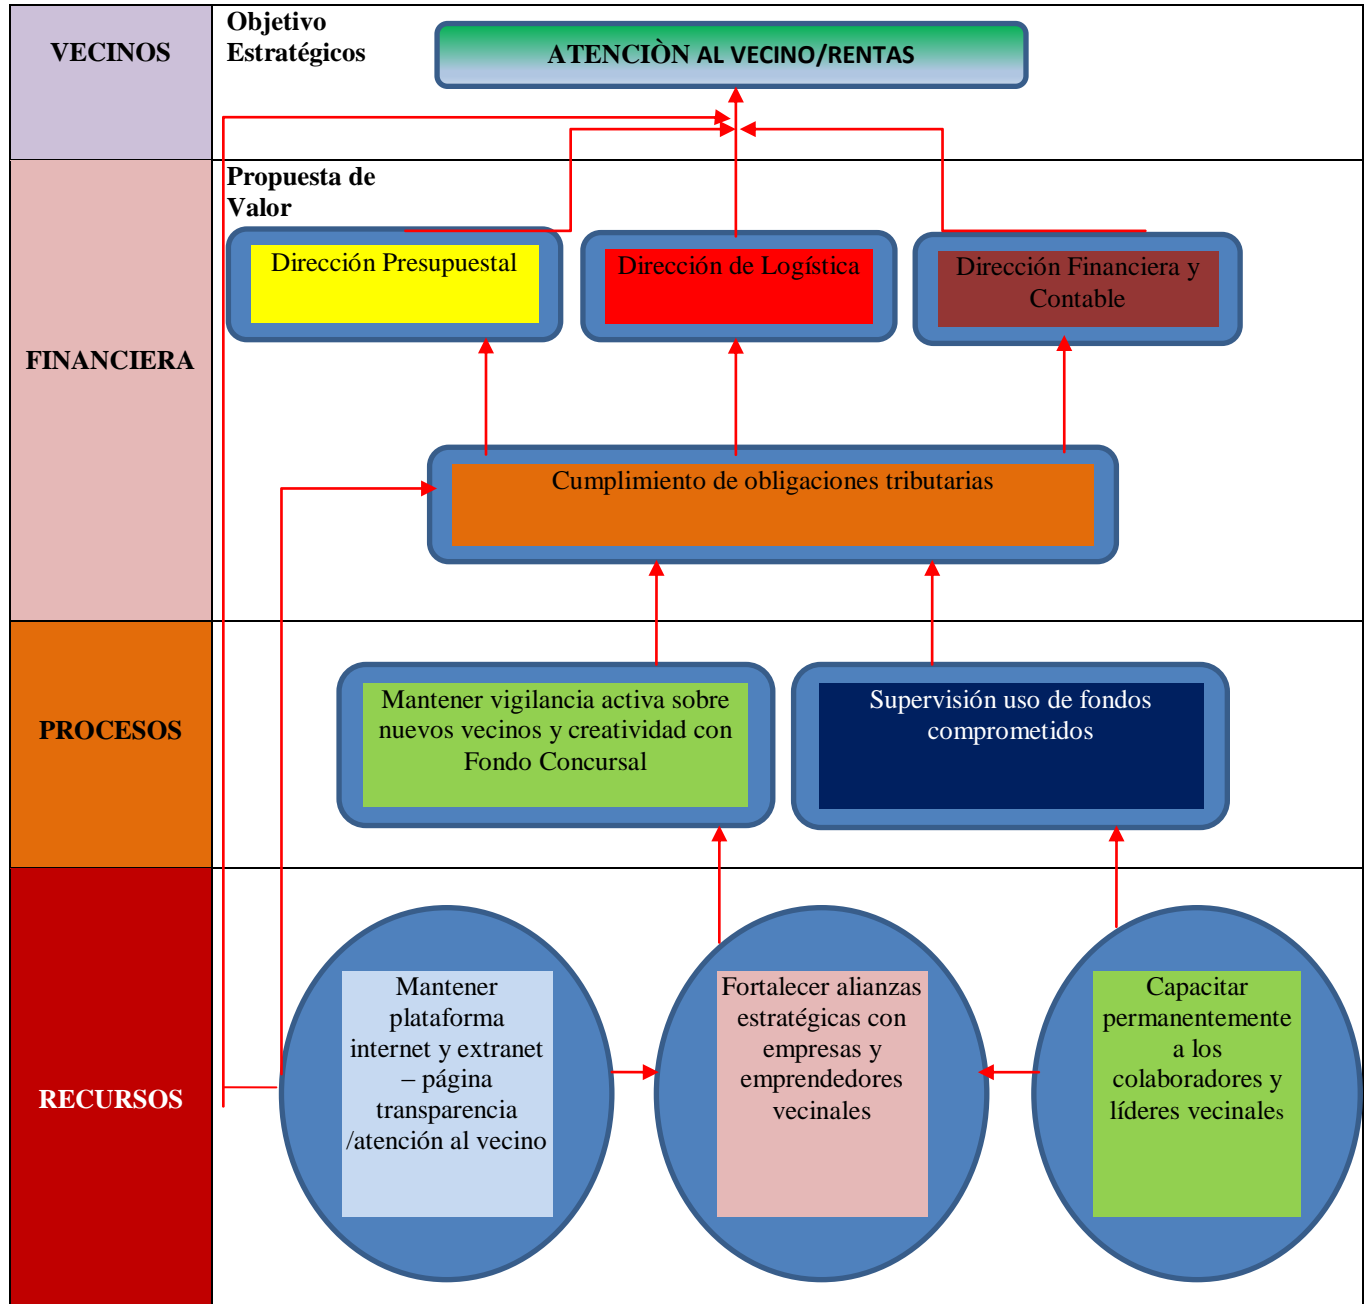 VECINOS
Objetivo
Estratégicos
ATENCIÒN AL VECINO/RENTAS
FINANCIERA
Propuesta de
Valor
Dirección Presupuestal
Dirección de Logística
Dirección Financiera y
Contable
Cumplimiento de obligaciones tributarias
PROCESOS
Mantener vigilancia activa sobre
nuevos vecinos y creatividad con
Fondo Concursal
Supervisión uso de fondos
comprometidos
RECURSOS
Mantener
plataforma
internet y extranet
– página
transparencia
/atención al vecino
Fortalecer alianzas
estratégicas con
empresas y
emprendedores
vecinales
Capacitar
permanentemente
a los
colaboradores y
líderes vecinales